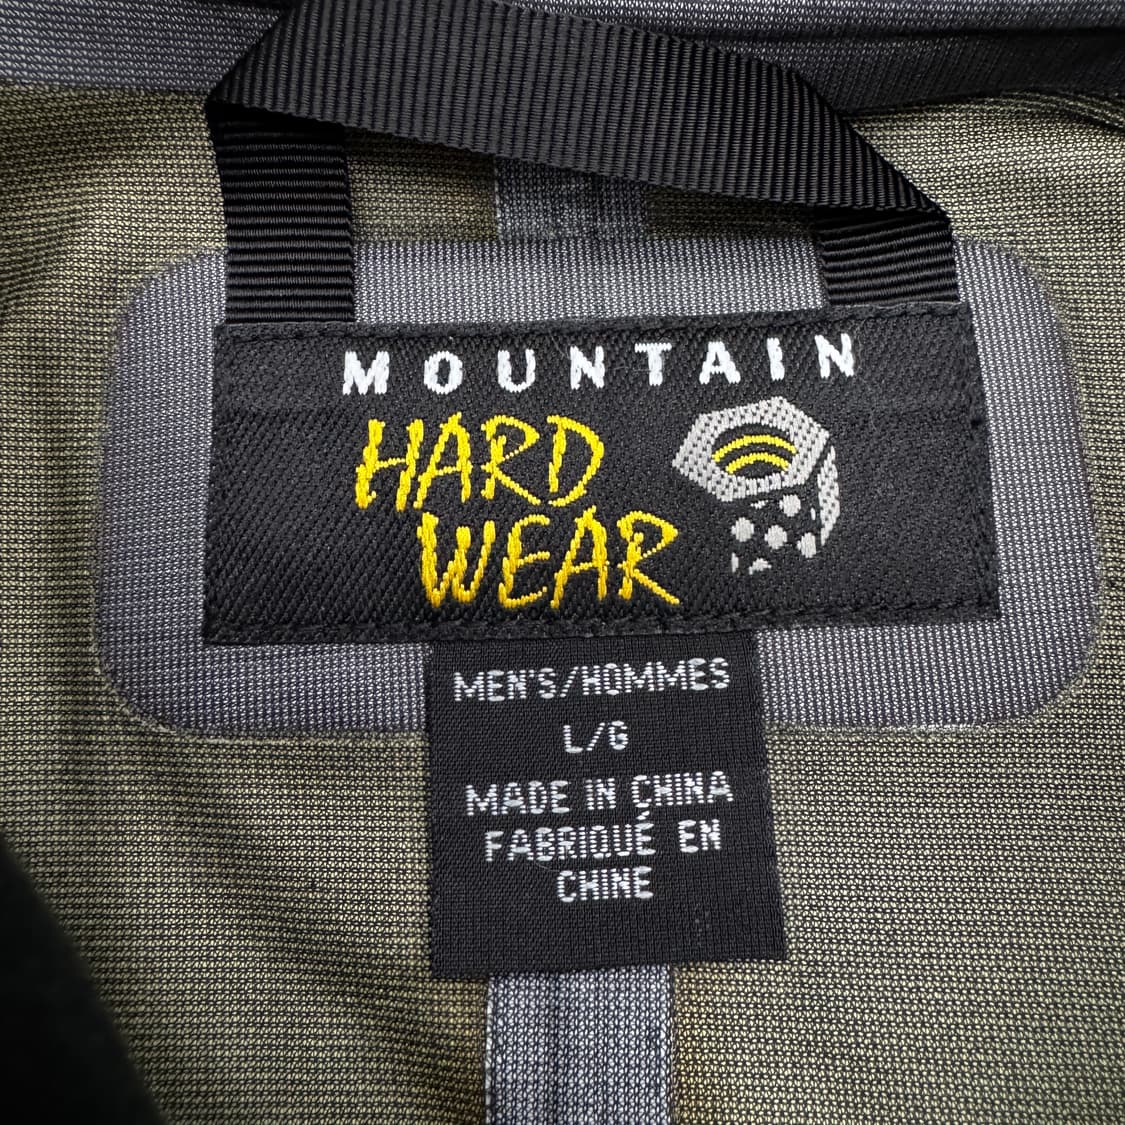 MOUNTAIN
HARD
WEAR
MEN'S/HOMMES
L/G
MADE IN CHINA
FABRIQUÉ EN
CHINE